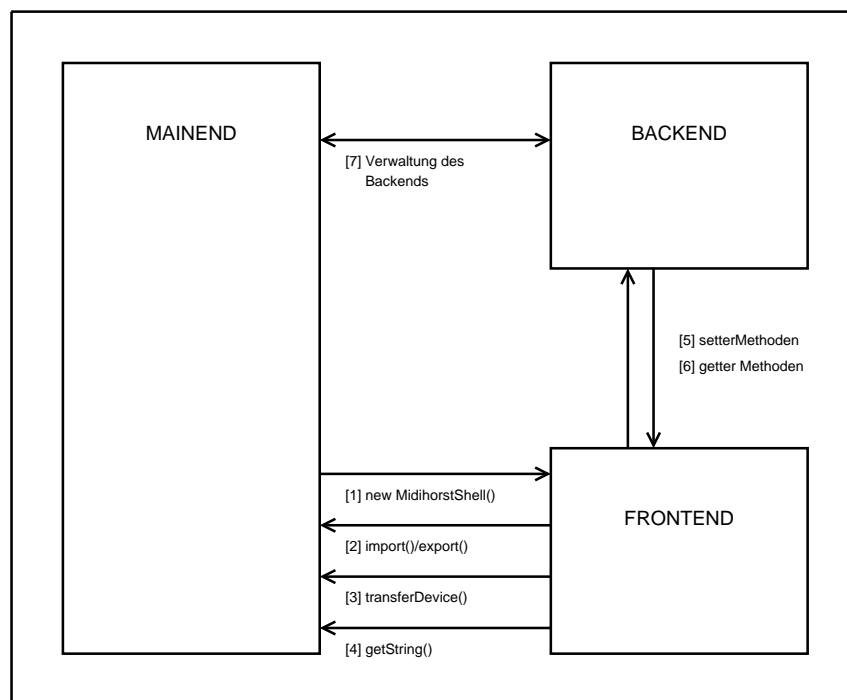 MAINEND
BACKEND
[7] Verwaltung des
Backends
[5] setterMethoden
[6] getter Methoden
[1] new MidihorstShell()
FRONTEND
[2] import()/export()
[3] transferDevice()
[4] getString()